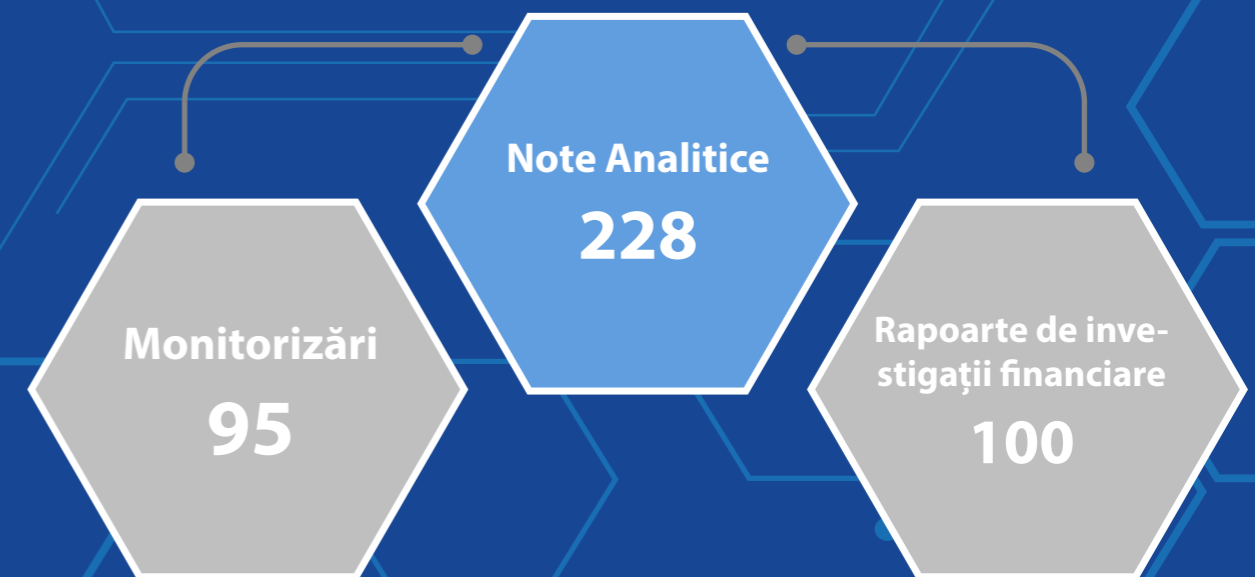 Note Analitice
228
Monitorizări
95
Rapoarte de inve-
stigații financiare
100